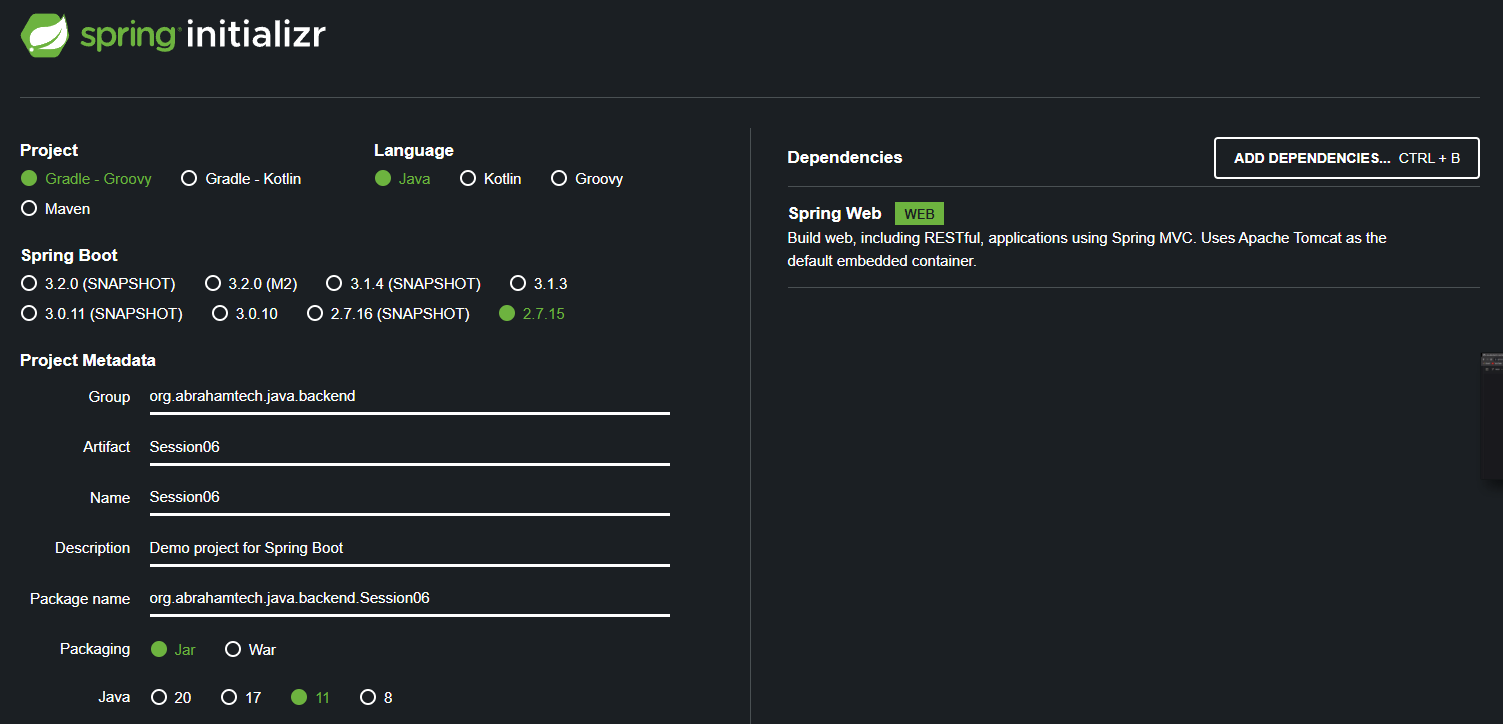 spring initializr
Project
Gradle - Groovy Gradle - Kotlin
Maven
Language
Java Kotlin Groovy
Spring Boot
3.2.0 (SNAPSHOT) 3.2.0 (M2) 3.1.4 (SNAPSHOT) 3.1.3
3.0.11 (SNAPSHOT) 3.0.10 2.7.16 (SNAPSHOT) 2.7.15
Project Metadata
Group org.abrahamtech.java.backend
Artifact Session06
Name Session06
Description Demo project for Spring Boot
Package name org.abrahamtech.java.backend.Session06
Packaging Jar War
Java 20 17 11 8
Dependencies
ADD DEPENDENCIES... CTRL + B
Spring Web WEB
Build web, including RESTful, applications using Spring MVC. Uses Apache Tomcat as the
default embedded container.